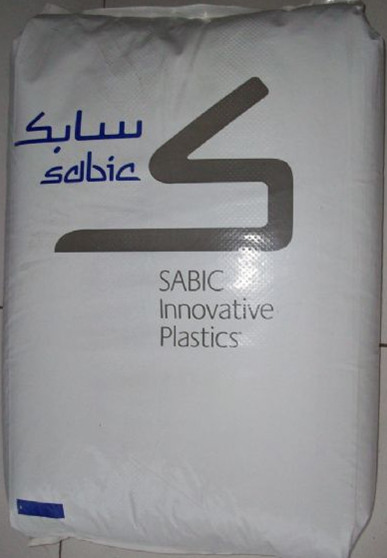 سابك
sabic
SABIC
Innovative
Plastics